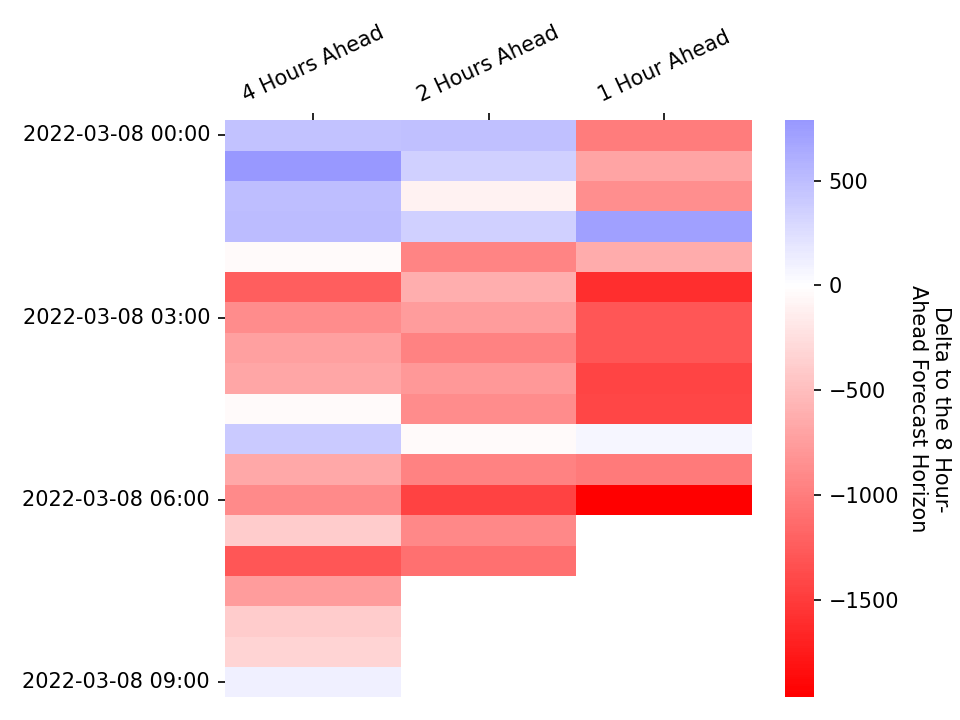 4 Hours Ahead
2 Hours Ahead
1 Hour Ahead
2022-03-08 00:00
2022-03-08 03:00
2022-03-08 06:00
2022-03-08 09:00
500
0
−500
−1000
−1500
Delta to the 8 Hour-
Ahead Forecast Horizon